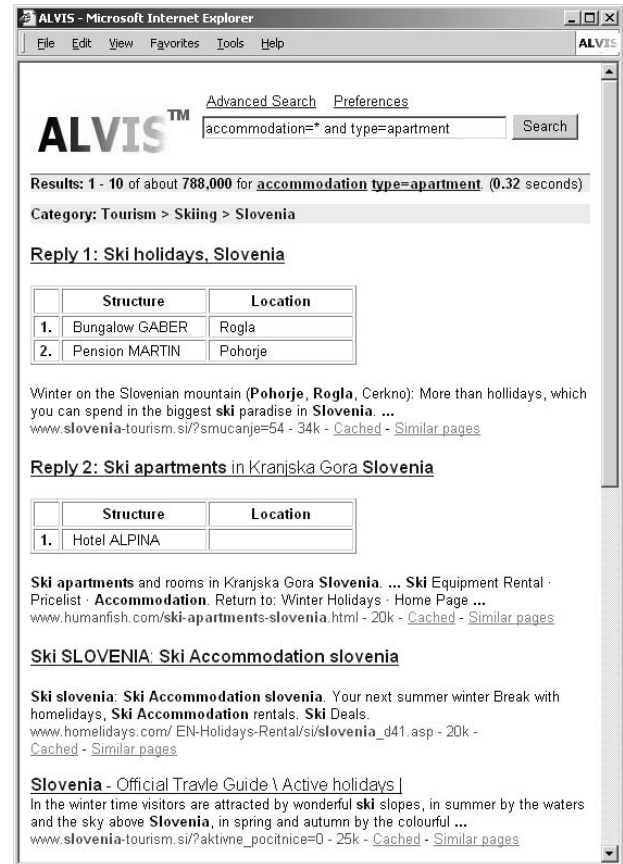 ALVIS - Microsoft Internet Explorer
File Edit View Favorites Tools Help
ALVIS
Advanced Search Preferences
ALVIS™
accommodation=* and type=apartment Search
Results: 1 - 10 of about 788,000 for accommodation type=apartment. (0.32 seconds)
Category: Tourism > Skiing > Slovenia
Reply 1: Ski holidays, Slovenia
Structure Location
1. Bungalow GABER Rogla
2. Pension MARTIN Pohorje
Winter on the Slovenian mountain (Pohorje, Rogla, Cerkno): More than hollidays, which
you can spend in the biggest ski paradise in Slovenia. ...
www.slovenia-tourism.si/?smucanje=54 - 34k - Cached - Similar pages
Reply 2: Ski apartments in Kranjska Gora Slovenia
Structure Location
1. Hotel ALPINA
Ski apartments and rooms in Kranjska Gora Slovenia. ... Ski Equipment Rental ·
Pricelist · Accommodation. Return to: Winter Holidays · Home Page ...
www.humanfish.com/ski-apartments-slovenia.html - 20k - Cached - Similar pages
Ski SLOVENIA: Ski Accommodation slovenia
Ski slovenia: Ski Accommodation slovenia. Your next summer winter Break with
homelidays, Ski Accommodation rentals. Ski Deals.
www.homelidays.com/ EN-Holidays-Rental/si/slovenia_d41.asp - 20k -
Cached - Similar pages
Slovenia - Official Travle Guide \ Active holidays |
In the winter time visitors are attracted by wonderful ski slopes, in summer by the waters
and the sky above Slovenia, in spring and autumn by the colourful ...
www.slovenia-tourism.si/?aktivne_pocitnice=0 - 25k - Cached - Similar pages